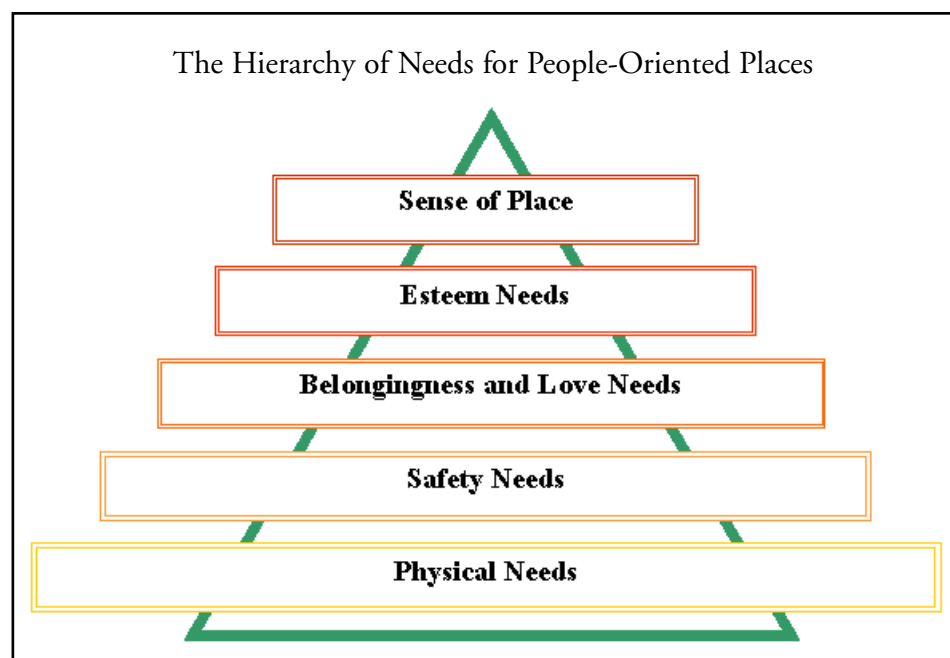 The Hierarchy of Needs for People-Oriented Places
Sense of Place
Esteem Needs
Belongingness and Love Needs
Safety Needs
Physical Needs